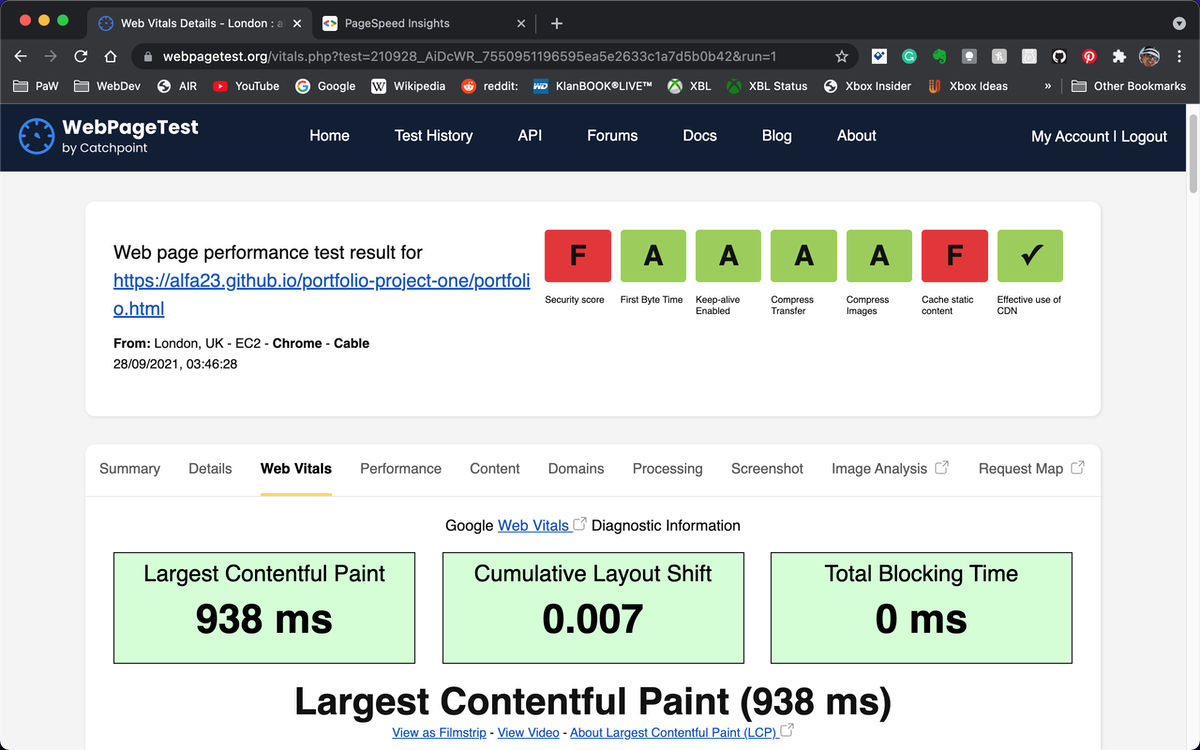 Web Vitals Details - London : a
PageSpeed Insights
webpagetest.org/vitals.php?test=210928_AiDcWR_7550951196595ea5e2633c1a7d5b0b42&run=1
PaW WebDev AIR YouTube Google Wikipedia reddit: KlanBOOK®LIVE™ XBL XBL Status Xbox Insider Xbox Ideas » Other Bookmarks
WebPageTest
by Catchpoint
Home Test History API Forums Docs Blog About My Account | Logout
Web page performance test result for
https://alfa23.github.io/portfolio-project-one/portfoli
o.html
From: London, UK - EC2 - Chrome - Cable
28/09/2021, 03:46:28
F A A A A F ✓
Security score First Byte Time Keep-alive Compress Compress Cache static Effective use of
Enabled Transfer Images content CDN
Summary Details Web Vitals Performance Content Domains Processing Screenshot Image Analysis Request Map
Google Web Vitals Diagnostic Information
Largest Contentful Paint Cumulative Layout Shift Total Blocking Time
938 ms 0.007 0 ms
Largest Contentful Paint (938 ms)
View as Filmstrip - View Video - About Largest Contentful Paint (LCP)